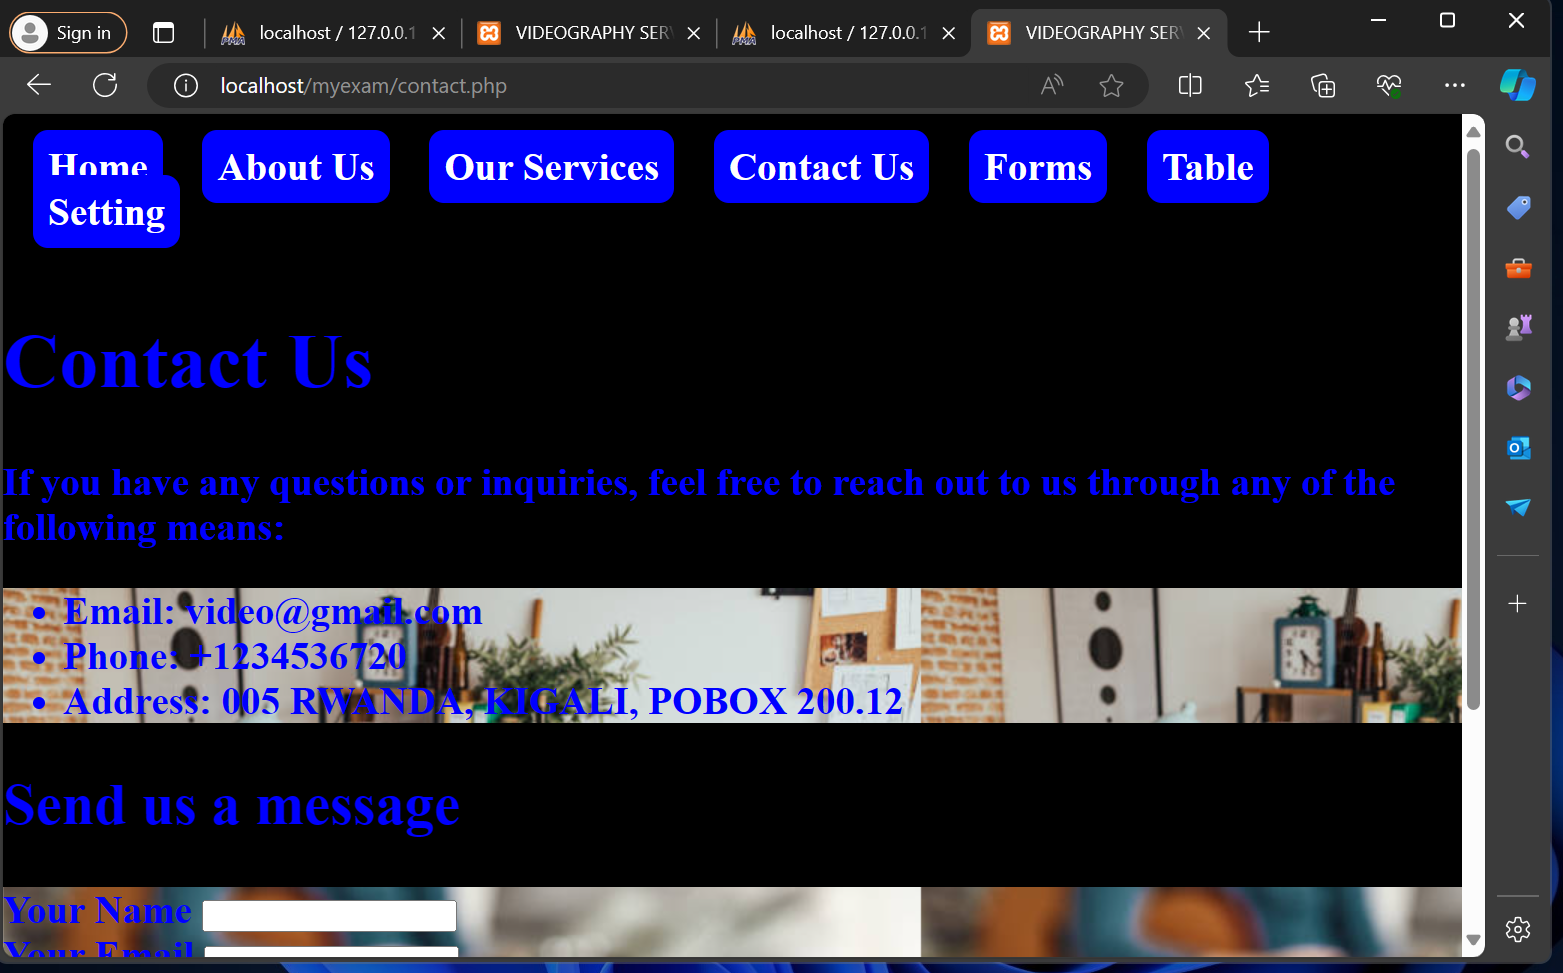 Sign in
localhost / 127.0.0.1
VIDEOGRAPHY SER
localhost / 127.0.0.1
VIDEOGRAPHY SER
localhost/myexam/contact.php
Home About Us Our Services Contact Us Forms Table
Setting
Contact Us
If you have any questions or inquiries, feel free to reach out to us through any of the
following means:
• Email: video@gmail.com
• Phone: +1234536720
• Address: 005 RWANDA, KIGALI, POBOX 200.12
Send us a message
Your Name
Your Email